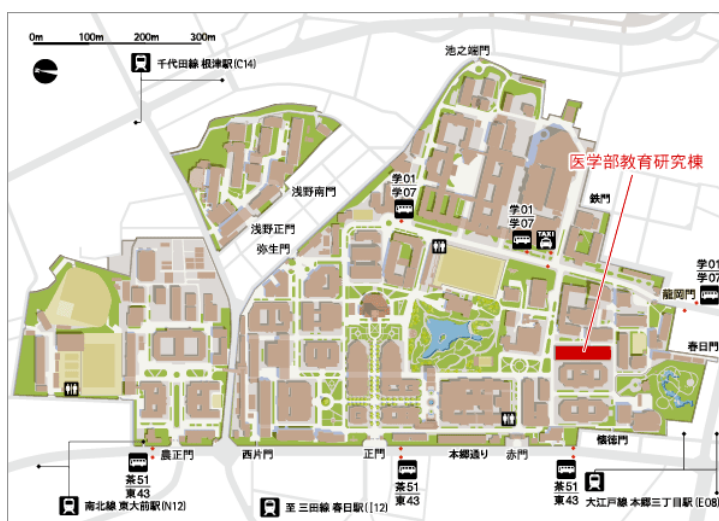 0m 100m 200m 300m
千代田線 根津駅(C14)
池之端門
医学部教育研究棟
学01
学07
浅野南門
学01
学07
TAXI
鉄門
浅野正門
弥生門
学01
学07
龍岡門
春日門
農正門
西片門
正門
本郷通り
赤門
懐徳門
茶51
東43
茶51
東43
茶51
東43
南北線 東大前駅(N12)
至 三田線 春日駅(I12)
大江戸線 本郷三丁目駅(E08)